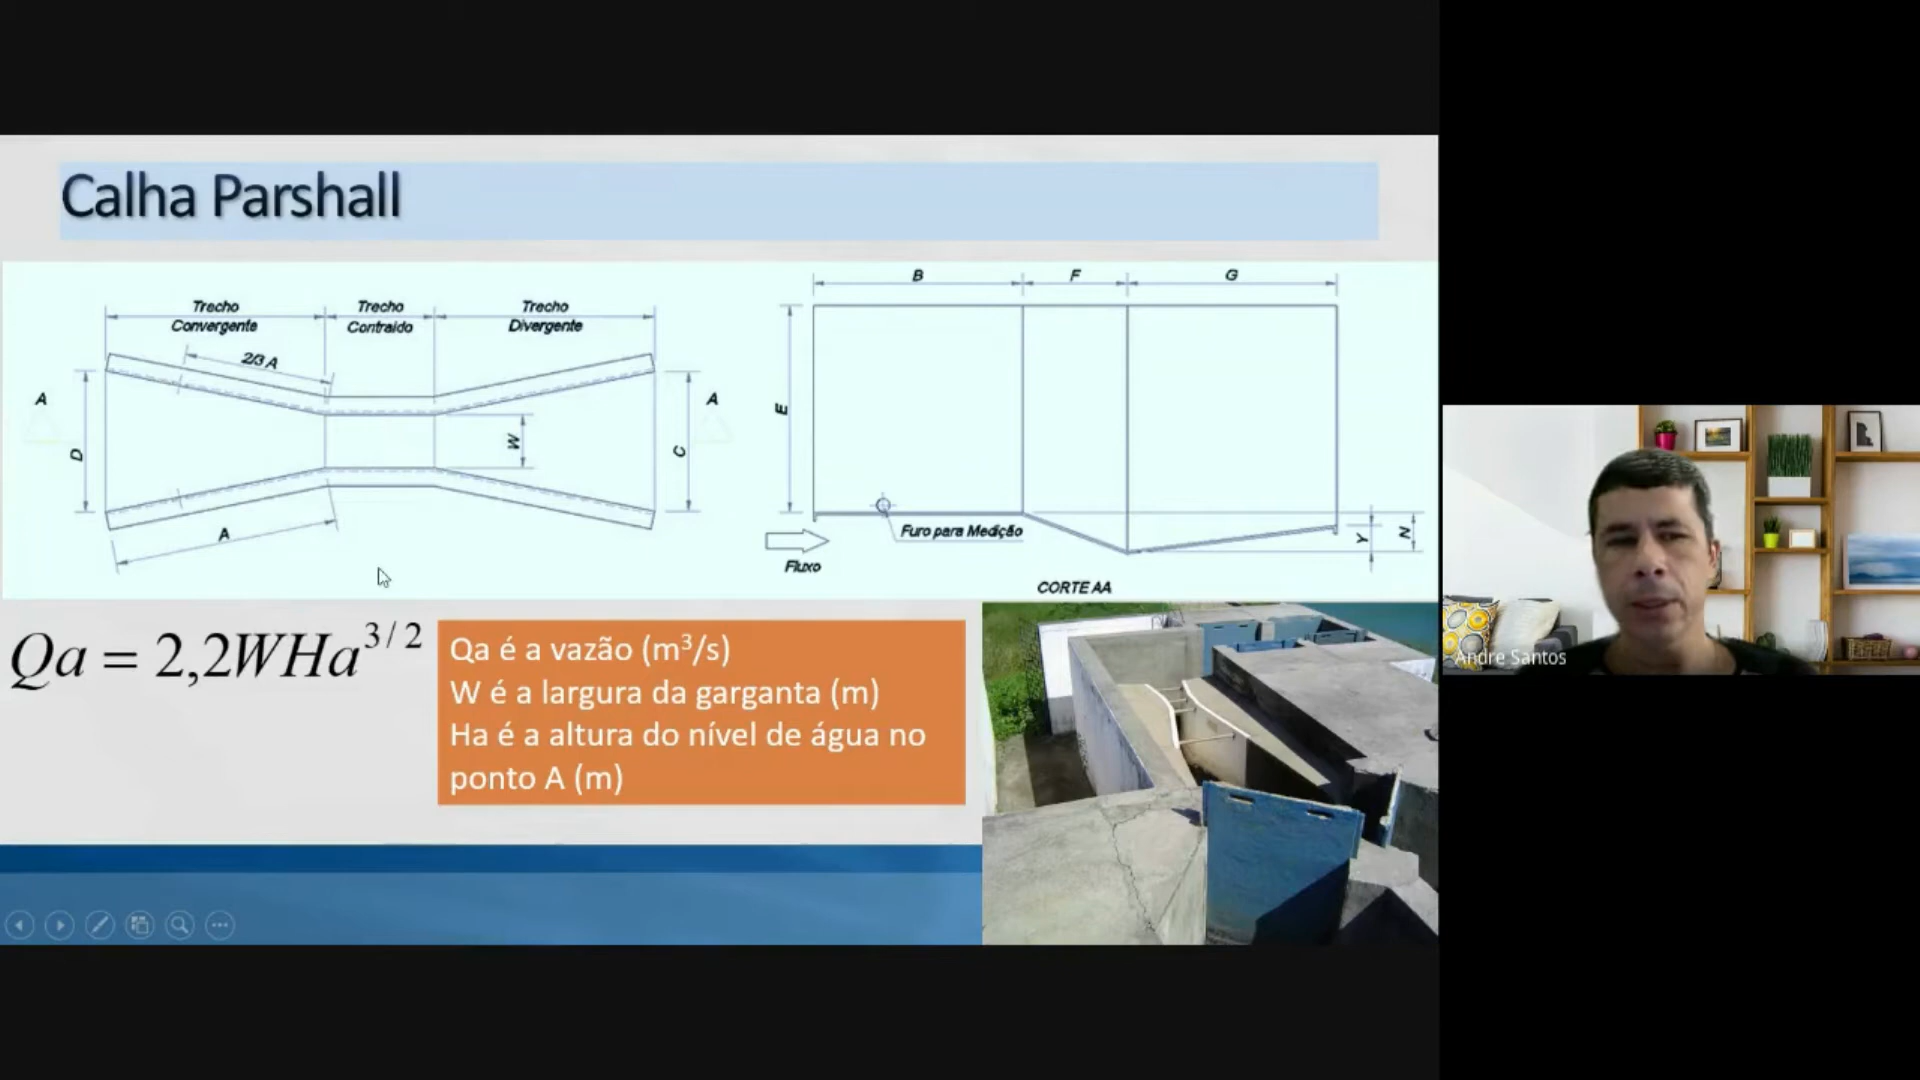 Calha Parshall
Trecho
Convergente
Trecho
Contraído
Trecho
Divergente
2/3 A
A
D
W
C
A
A
B
F
G
E
Furo para Medição
Fluxo
Y
N
CORTE AA
Qa = 2,2WHa^3/2
Qa é a vazão (m³/s)
W é a largura da garganta (m)
Ha é a altura do nível de água no
ponto A (m)
Andre Santos